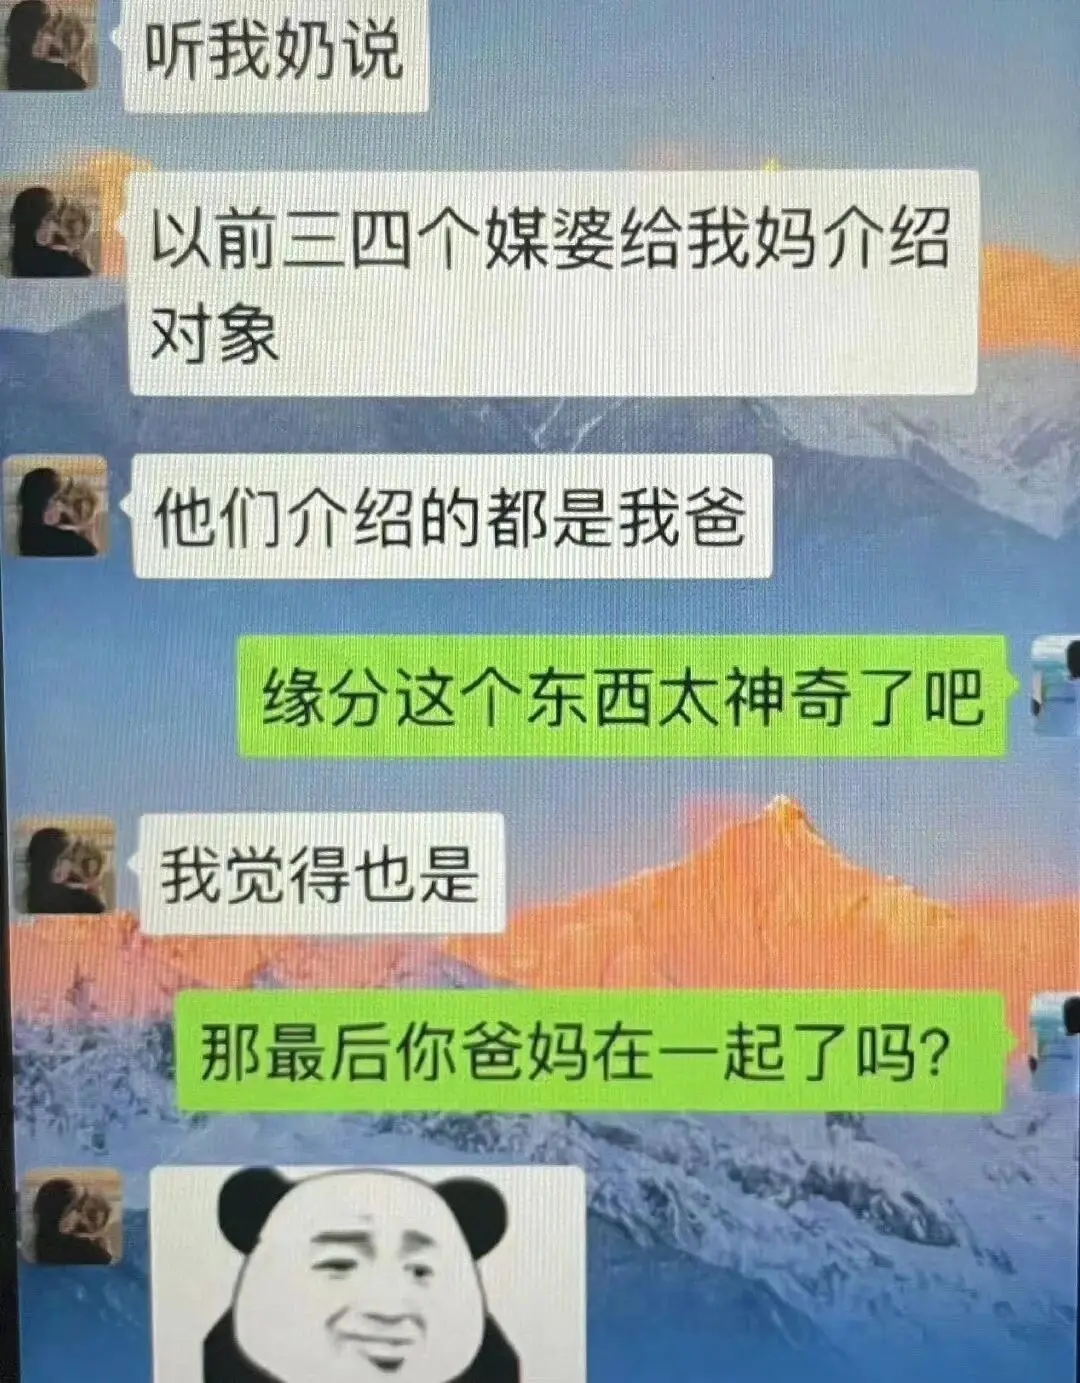 听我奶说
以前三四个媒婆给我妈介绍
对象
他们介绍的都是我爸
缘分这个东西太神奇了吧
我觉得也是
那最后你爸妈在一起了吗?